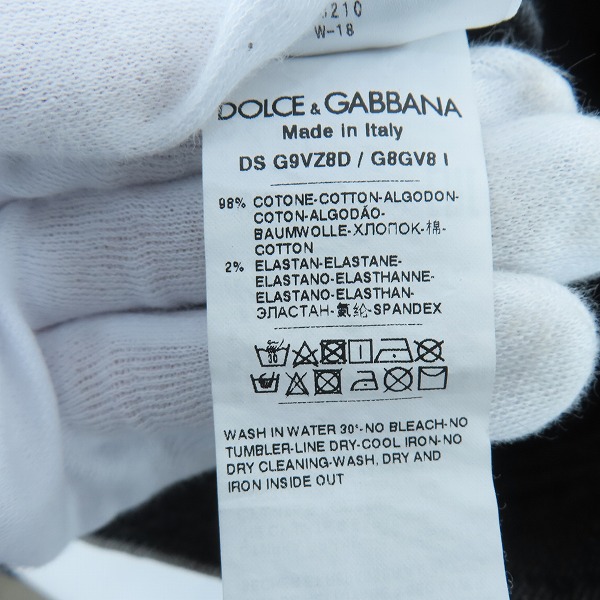 W-18
DOLCE & GABBANA
Made in Italy
DS G9VZ8D / G8GV8 I
98% COTONE-COTTON-ALGODON-
COTON-ALGODÃO-
BAUMWOLLE-ХЛОПОК-棉-
COTTON
2% ELASTAN-ELASTANE-
ELASTANO-ELASTHANNE-
ELASTANO-ELASTHAN-
ЭЛАСТАН-氨纶-SPANDEX
WASH IN WATER 30°-NO BLEACH-NO
TUMBLER-LINE DRY-COOL IRON-NO
DRY CLEANING-WASH, DRY AND
IRON INSIDE OUT